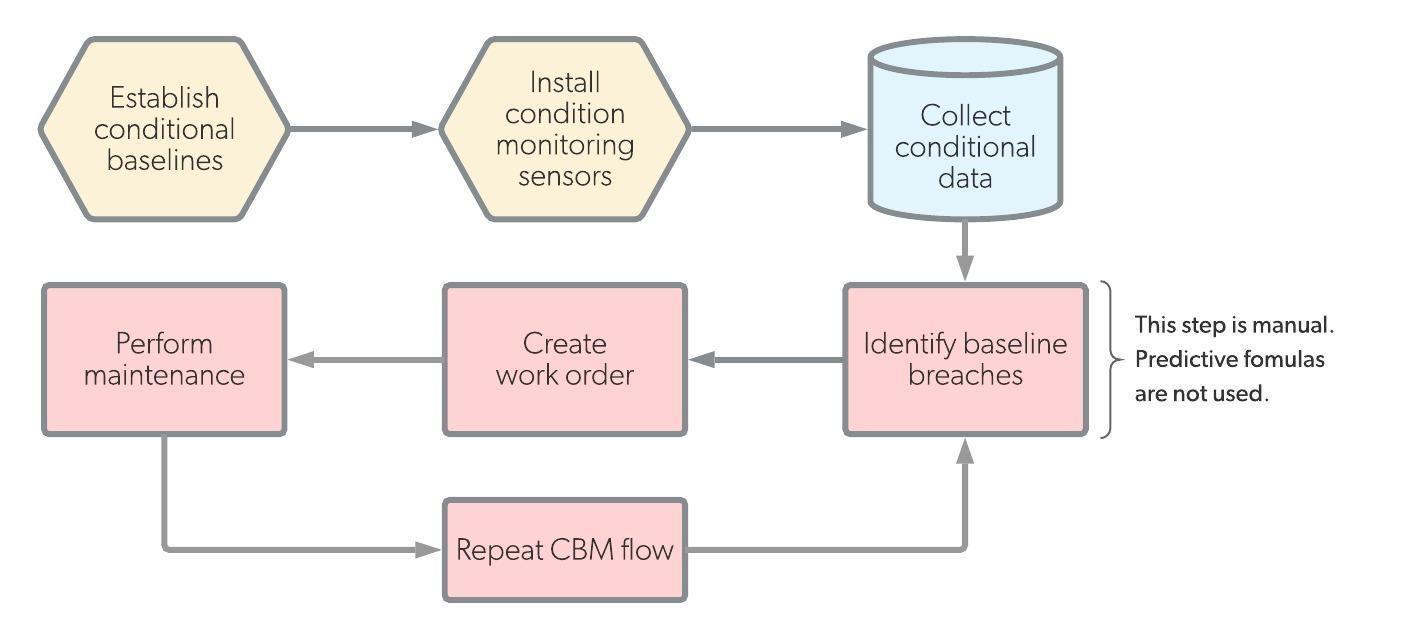 Establish
conditional
baselines
Install
condition
monitoring
sensors
Collect
conditional
data
Perform
maintenance
Create
work order
Identify baseline
breaches
This step is manual.
Predictive fomulas
are not used.
Repeat CBM flow